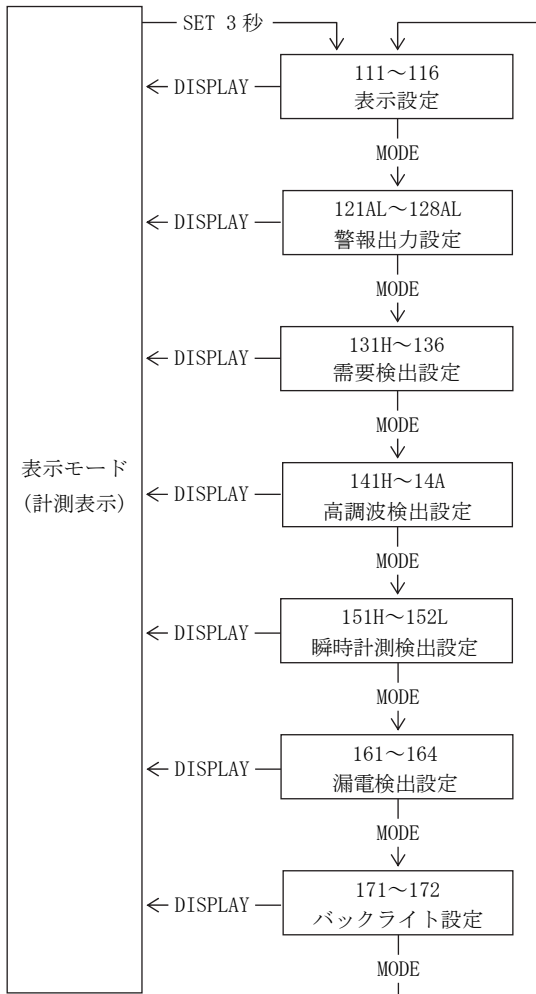 SET 3 秒
111～116
表示設定
DISPLAY
MODE
121AL～128AL
警報出力設定
DISPLAY
MODE
131H～136
需要検出設定
DISPLAY
MODE
表示モード
(計測表示)
141H～14A
高調波検出設定
DISPLAY
MODE
151H～152L
瞬時計測検出設定
DISPLAY
MODE
161～164
漏電検出設定
DISPLAY
MODE
171～172
バックライト設定
DISPLAY
MODE